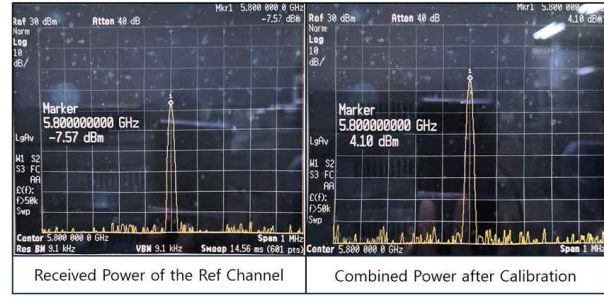 Mkr1 5.800 000 0 GHz
Ref 30 dBm Atten 40 dB -7.57 dBm
Norm
Log
10
dB/
1
Marker
5.800000000 GHz
-7.57 dBm
LgAv
W1 S2
S3 FC
AA
£(f):
f>50k
Swp
Center 5.800 000 0 GHz Span 1 MHz
Res BW 9.1 kHz VBW 9.1 kHz Sweep 14.56 ms (601 pts)
Received Power of the Ref Channel
Mkr1 5.800 000 0 GHz
Ref 30 dBm Atten 40 dB 4.10 dBm
Norm
Log
10
dB/
1
Marker
5.800000000 GHz
4.10 dBm
LgAv
W1 S2
S3 FC
AA
£(f):
f>50k
Swp
Center 5.800 000 0 GHz Span 1 MHz
Combined Power after Calibration